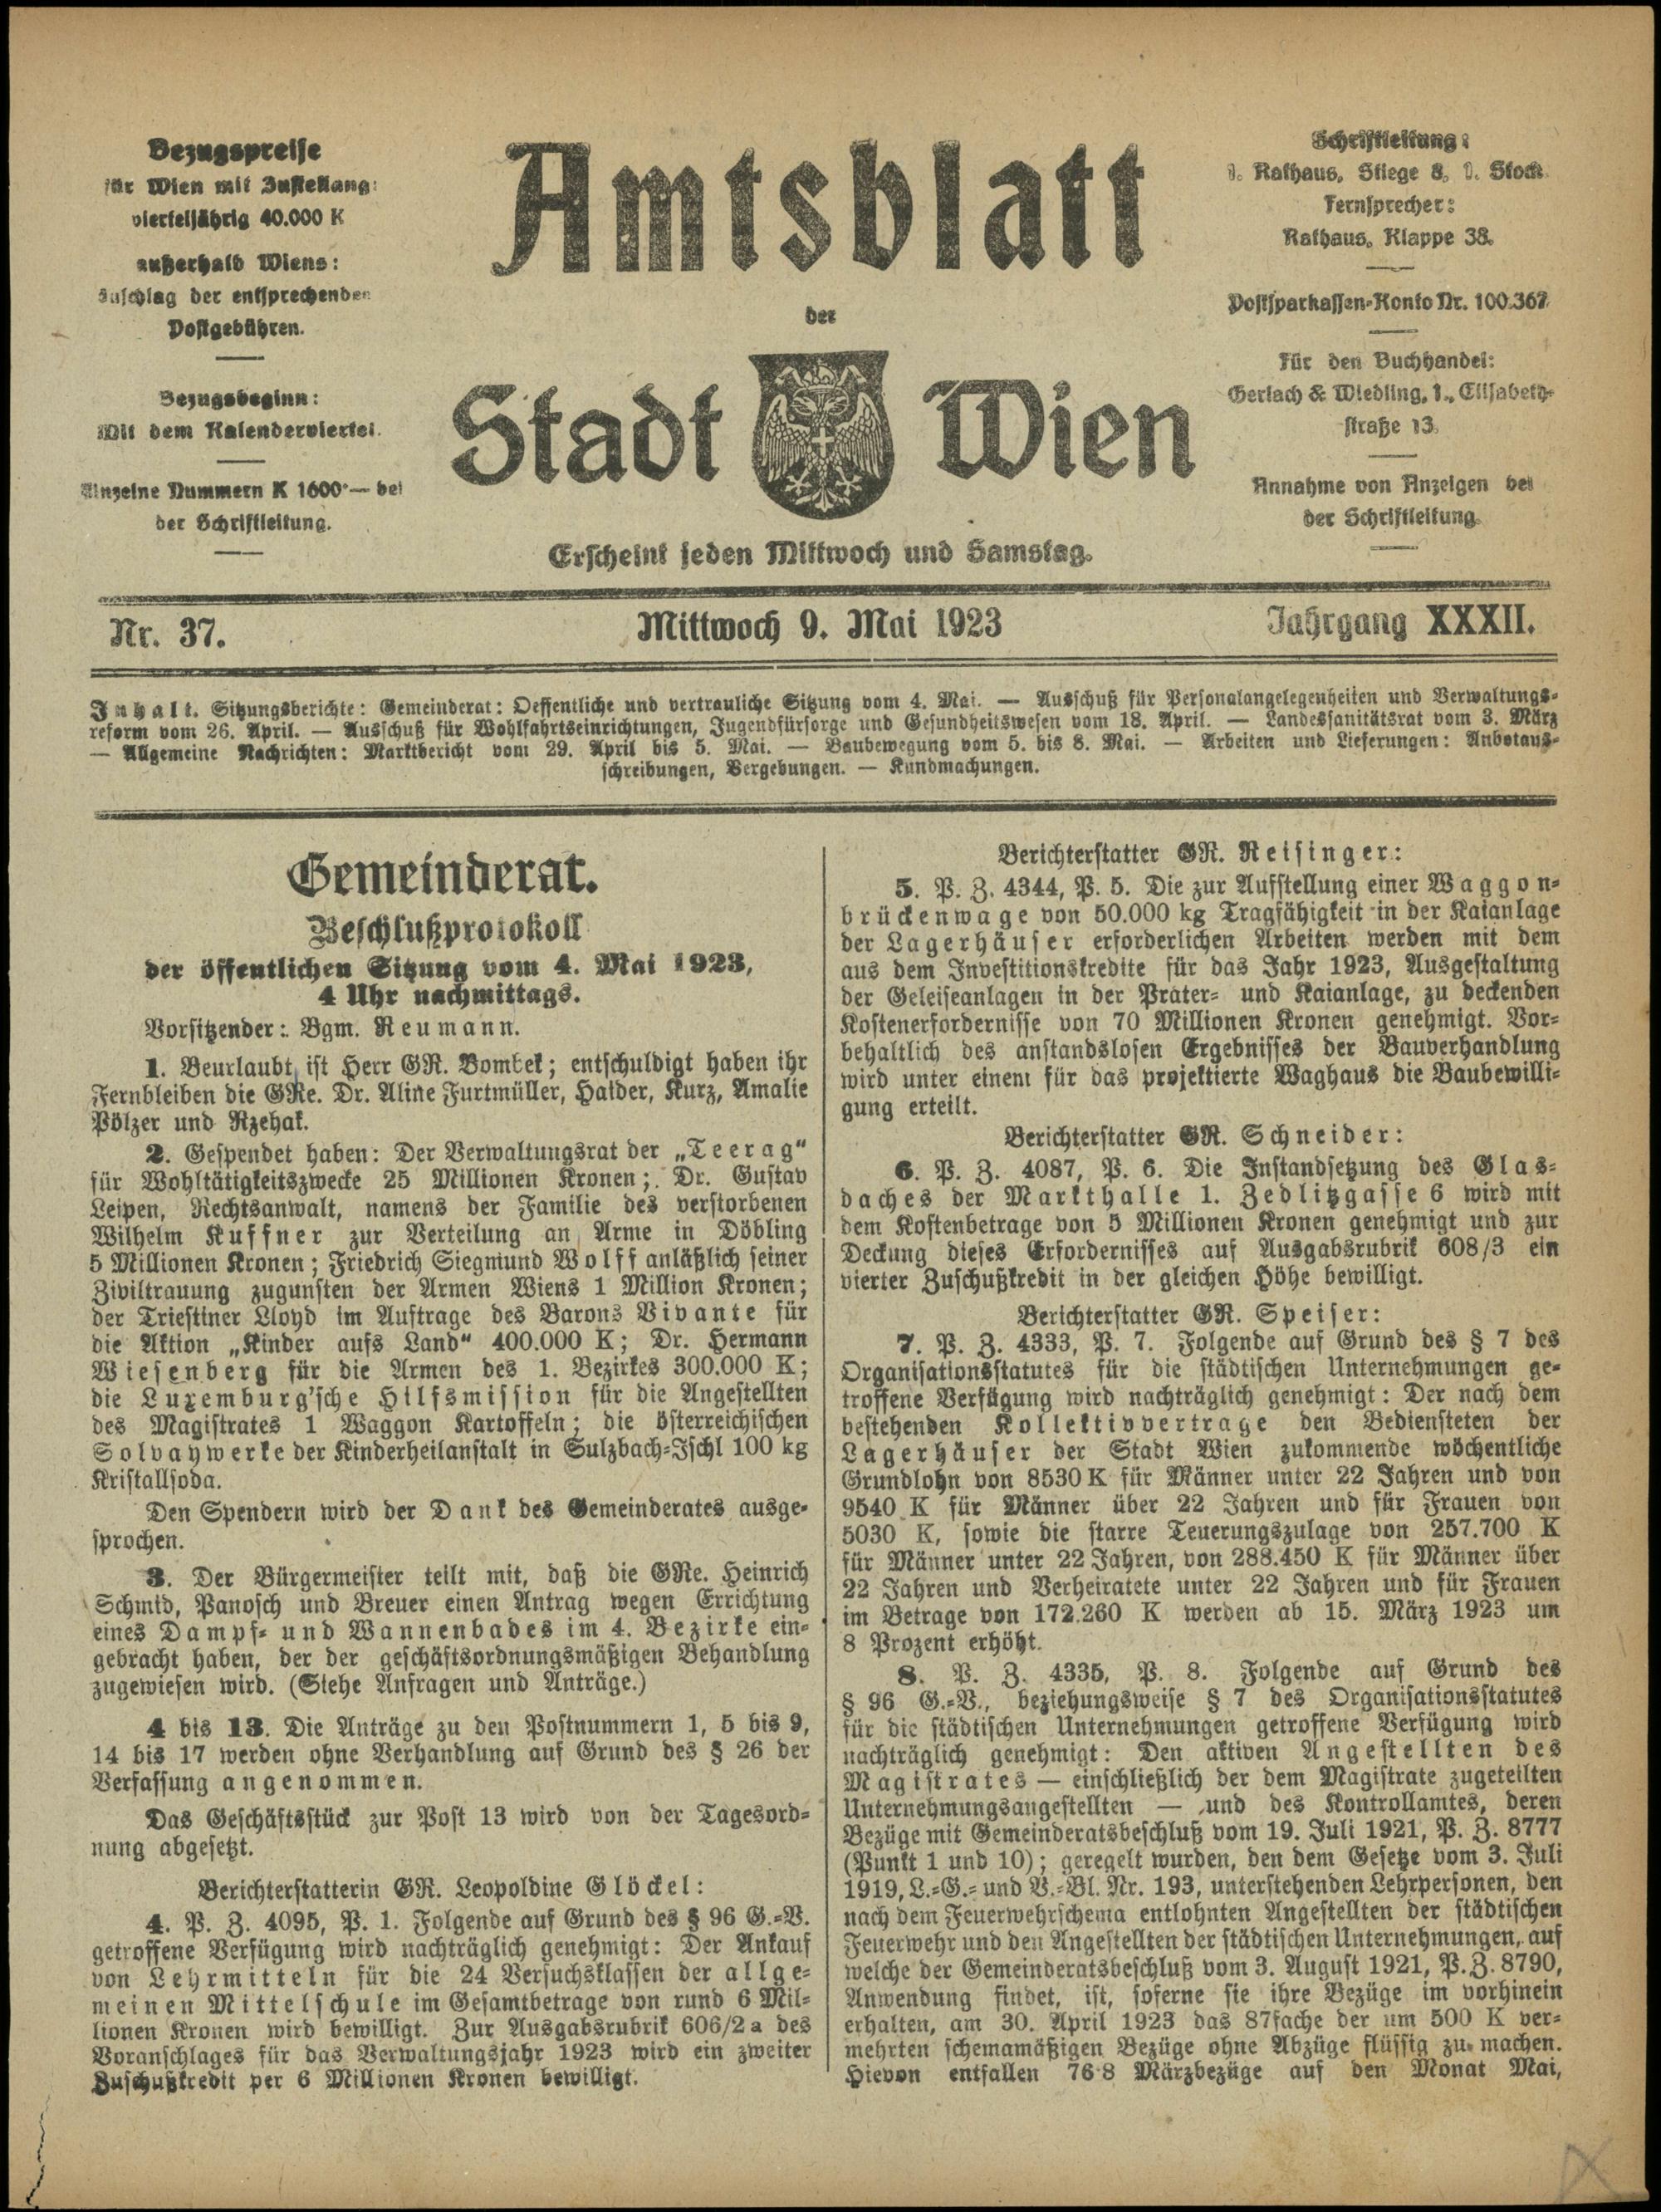 Bezugspreise
für Wien mit Zustellung:
vierteljährig 40.000 K
außerhalb Wiens:
Zuschlag der entsprechenden
Postgebühren.
Bezugsbeginn:
Mit dem Kalenderviertel.
Einzelne Nummern K 1600·— bei
der Schriftleitung.
Amtsblatt
der
Stadt Wien
Erscheint jeden Mittwoch und Samstag.
Schriftleitung:
1. Rathaus, Stiege 8, 1. Stock
Fernsprecher:
Rathaus, Klappe 38.
Postsparkassen-Konto Nr. 100.367
Für den Buchhandel:
Gerlach & Wiedling, 1., Elisabeth-
straße 13.
Annahme von Anzeigen bei
der Schriftleitung.
Nr. 37. Mittwoch 9. Mai 1923 Jahrgang XXXII.
Inhalt. Sitzungsberichte: Gemeinderat: Oeffentliche und vertrauliche Sitzung vom 4. Mai. — Ausschuß für Personalangelegenheiten und Verwaltungs-
reform vom 26. April. — Ausschuß für Wohlfahrtseinrichtungen, Jugendfürsorge und Gesundheitswesen vom 18. April. — Landessanitätsrat vom 3. März
— Allgemeine Nachrichten: Marktbericht vom 29. April bis 5. Mai. — Baubewegung vom 5. bis 8. Mai. — Arbeiten und Lieferungen: Anbotaus-
schreibungen, Vergebungen. — Kundmachungen.
Gemeinderat.
Beschlußprotokoll
der öffentlichen Sitzung vom 4. Mai 1923,
4 Uhr nachmittags.
Vorsitzender: Bgm. Reumann.
1. Beurlaubt ist Herr GR. Bombek; entschuldigt haben ihr
Fernbleiben die GRe. Dr. Aline Furtmüller, Haider, Kurz, Amalie
Pölzer und Rzehak.
2. Gespendet haben: Der Verwaltungsrat der „Teerag“
für Wohltätigkeitszwecke 25 Millionen Kronen; Dr. Gustav
Leipen, Rechtsanwalt, namens der Familie des verstorbenen
Wilhelm Kuffner zur Verteilung an Arme in Döbling
5 Millionen Kronen; Friedrich Siegmund Wolff anläßlich seiner
Ziviltrauung zugunsten der Armen Wiens 1 Million Kronen;
der Triestiner Lloyd im Auftrage des Barons Vivante für
die Aktion „Kinder aufs Land“ 400.000 K; Dr. Hermann
Wiesenberg für die Armen des 1. Bezirkes 300.000 K;
die Luxemburg'sche Hilfsmission für die Angestellten
des Magistrates 1 Waggon Kartoffeln; die österreichischen
Solvaywerke der Kinderheilanstalt in Sulzbach-Ischl 100 kg
Kristallsoda.
Den Spendern wird der Dank des Gemeinderates ausge-
sprochen.
3. Der Bürgermeister teilt mit, daß die GRe. Heinrich
Schmid, Panosch und Breuer einen Antrag wegen Errichtung
eines Dampf- und Wannenbades im 4. Bezirke ein-
gebracht haben, der der geschäftsordnungsmäßigen Behandlung
zugewiesen wird. (Siehe Anfragen und Anträge.)
4 bis 13. Die Anträge zu den Postnummern 1, 5 bis 9,
14 bis 17 werden ohne Verhandlung auf Grund des § 26 der
Verfassung angenommen.
Das Geschäftsstück zur Post 13 wird von der Tagesord-
nung abgesetzt.
Berichterstatterin GR. Leopoldine Glöckel:
4. P. Z. 4095, P. 1. Folgende auf Grund des § 96 G.-V.
getroffene Verfügung wird nachträglich genehmigt: Der Ankauf
von Lehrmitteln für die 24 Versuchsklassen der allge-
meinen Mittelschule im Gesamtbetrage von rund 6 Mil-
lionen Kronen wird bewilligt. Zur Ausgabsrubrik 606/2 a des
Voranschlages für das Verwaltungsjahr 1923 wird ein zweiter
Zuschußkredit per 6 Millionen Kronen bewilligt.
Berichterstatter GR. Reisinger:
5. P. Z. 4344, P. 5. Die zur Aufstellung einer Waggon-
brückenwage von 50.000 kg Tragfähigkeit in der Kaianlage
der Lagerhäuser erforderlichen Arbeiten werden mit dem
aus dem Investitionskredite für das Jahr 1923, Ausgestaltung
der Geleiseanlagen in der Prater- und Kaianlage, zu deckenden
Kostenerfordernisse von 70 Millionen Kronen genehmigt. Vor-
behaltlich des anstandslosen Ergebnisses der Bauverhandlung
wird unter einem für das projektierte Waghaus die Baubewilli-
gung erteilt.
Berichterstatter GR. Schneider:
6. P. Z. 4087, P. 6. Die Instandsetzung des Glas-
daches der Markthalle 1. Zedlitzgasse 6 wird mit
dem Kostenbetrage von 5 Millionen Kronen genehmigt und zur
Deckung dieses Erfordernisses auf Ausgabsrubrik 608/3 ein
vierter Zuschußkredit in der gleichen Höhe bewilligt.
Berichterstatter GR. Speiser:
7. P. Z. 4333, P. 7. Folgende auf Grund des § 7 des
Organisationsstatutes für die städtischen Unternehmungen ge-
troffene Verfügung wird nachträglich genehmigt: Der nach dem
bestehenden Kollektivvertrage den Bediensteten der
Lagerhäuser der Stadt Wien zukommende wöchentliche
Grundlohn von 8530 K für Männer unter 22 Jahren und von
9540 K für Männer über 22 Jahren und für Frauen von
5030 K, sowie die starre Teuerungszulage von 257.700 K
für Männer unter 22 Jahren, von 288.450 K für Männer über
22 Jahren und Verheiratete unter 22 Jahren und für Frauen
im Betrage von 172.260 K werden ab 15. März 1923 um
8 Prozent erhöht.
8. P. Z. 4335, P. 8. Folgende auf Grund des
§ 96 G.-V., beziehungsweise § 7 des Organisationsstatutes
für die städtischen Unternehmungen getroffene Verfügung wird
nachträglich genehmigt: Den aktiven Angestellten des
Magistrates — einschließlich der dem Magistrate zugeteilten
Unternehmungsangestellten — und des Kontrollamtes, deren
Bezüge mit Gemeinderatsbeschluß vom 19. Juli 1921, P. Z. 8777
(Punkt 1 und 10); geregelt wurden, den dem Gesetze vom 3. Juli
1919, L.-G.- und V.-Bl. Nr. 193, unterstehenden Lehrpersonen, den
nach dem Feuerwehrschema entlohnten Angestellten der städtischen
Feuerwehr und den Angestellten der städtischen Unternehmungen, auf
welche der Gemeinderatsbeschluß vom 3. August 1921, P. Z. 8790,
Anwendung findet, ist, soferne sie ihre Bezüge im vorhinein
erhalten, am 30. April 1923 das 87fache der um 500 K ver-
mehrten schemamäßigen Bezüge ohne Abzüge flüssig zu machen.
Hievon entfallen 76·8 Märzbezüge auf den Monat Mai,